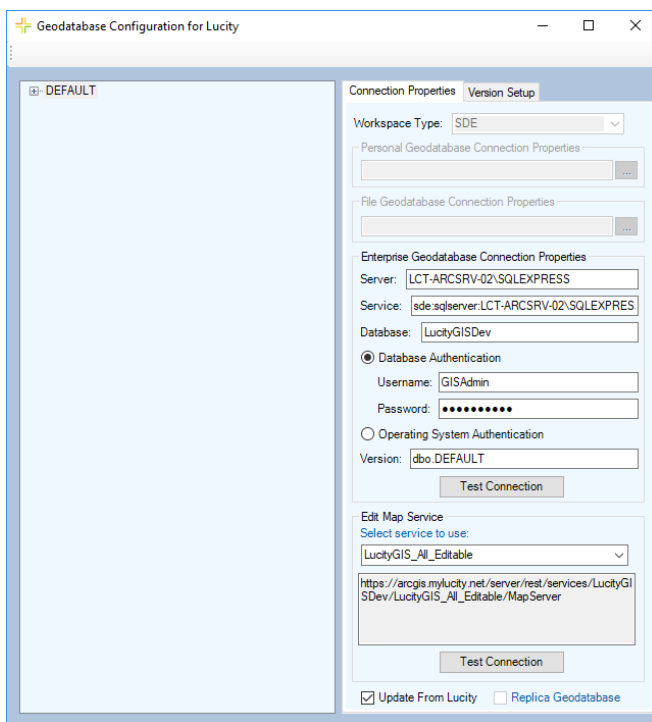 Geodatabase Configuration for Lucity
DEFAULT
Connection Properties
Version Setup
Workspace Type: SDE
Personal Geodatabase Connection Properties
...
File Geodatabase Connection Properties
...
Enterprise Geodatabase Connection Properties
Server: LCT-ARCSRV-02\SQLEXPRESS
Service: sde:sqlserver:LCT-ARCSRV-02\SQLEXPRES
Database: LucityGISDev
Database Authentication
Username: GISAdmin
Password: ●●●●●●●●●●
Operating System Authentication
Version: dbo.DEFAULT
Test Connection
Edit Map Service
Select service to use:
LucityGIS_All_Editable
https://arcgis.mylucity.net/server/rest/services/LucityGI
SDev/LucityGIS_All_Editable/MapServer
Test Connection
Update From Lucity
Replica Geodatabase